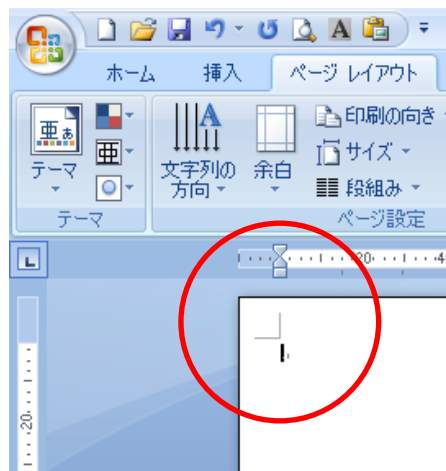 A
ホーム 挿入 ページ レイアウト
亜あ
亜
A
テーマ
文字列の
方向
余白
印刷の向き
サイズ
段組み
テーマ
ページ設定
L
20
4
20